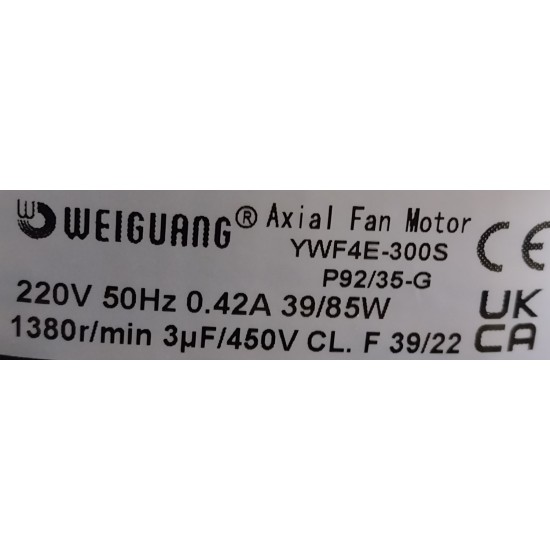 WEIGUANG® Axial Fan Motor
YWF4E-300S
P92/35-G
220V 50Hz 0.42A 39/85W
1380r/min 3µF/450V CL. F 39/22
CE
UK
CA